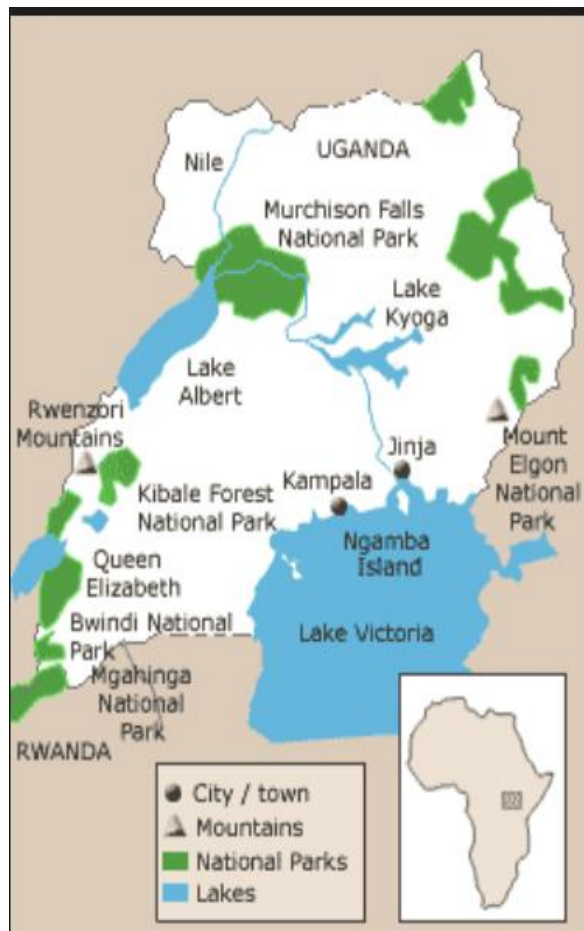 UGANDA
Nile
Murchison Falls
National Park
Lake
Kyoga
Lake
Albert
Rwenzori
Mountains
Jinja
Mount
Elgon
National
Park
Kampala
Kibale Forest
National Park
Ngamba
Island
Queen
Elizabeth
Bwindi National
Park
Lake Victoria
Mgahinga
National
Park
RWANDA
City / town
Mountains
National Parks
Lakes